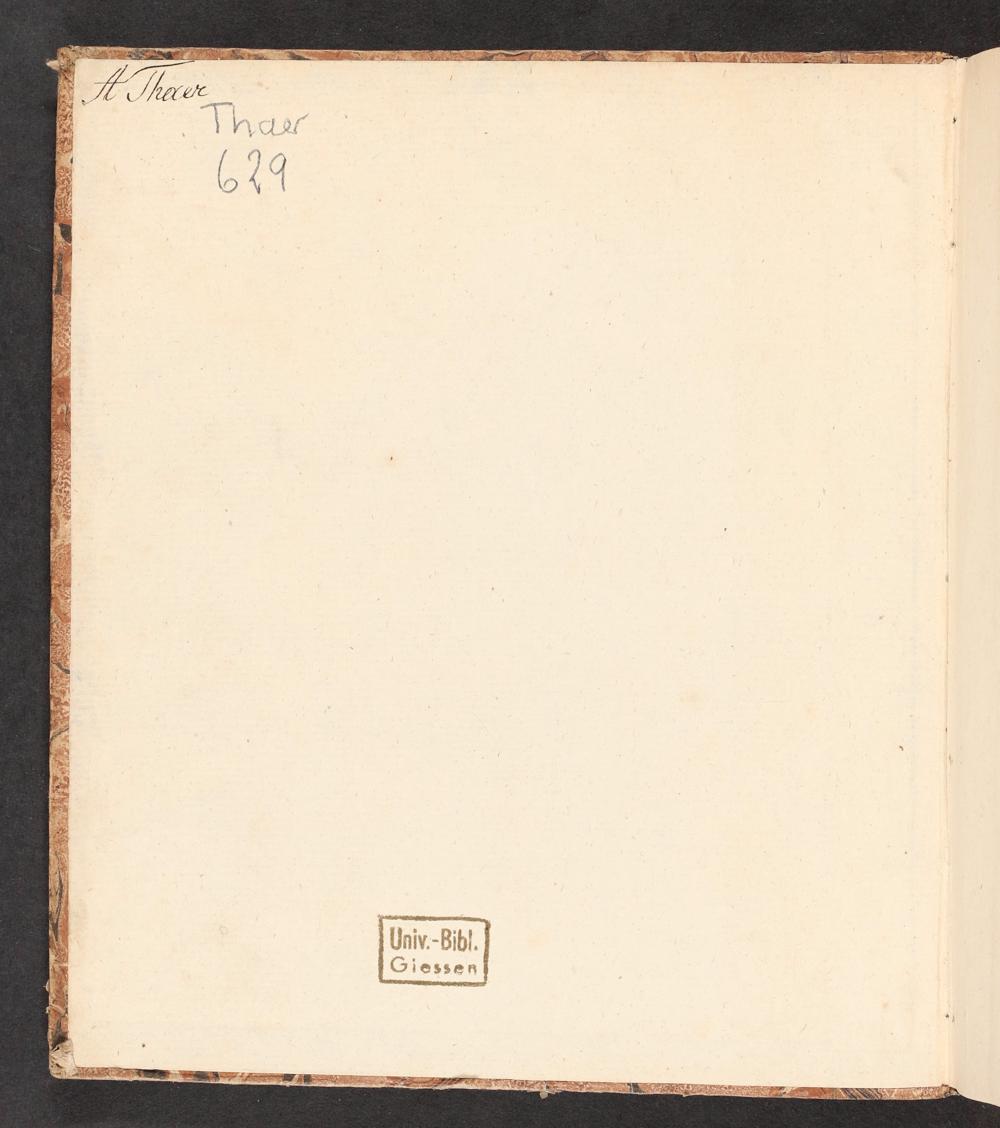 A Thaer
Thaer
629
Univ.-Bibl.
Giessen